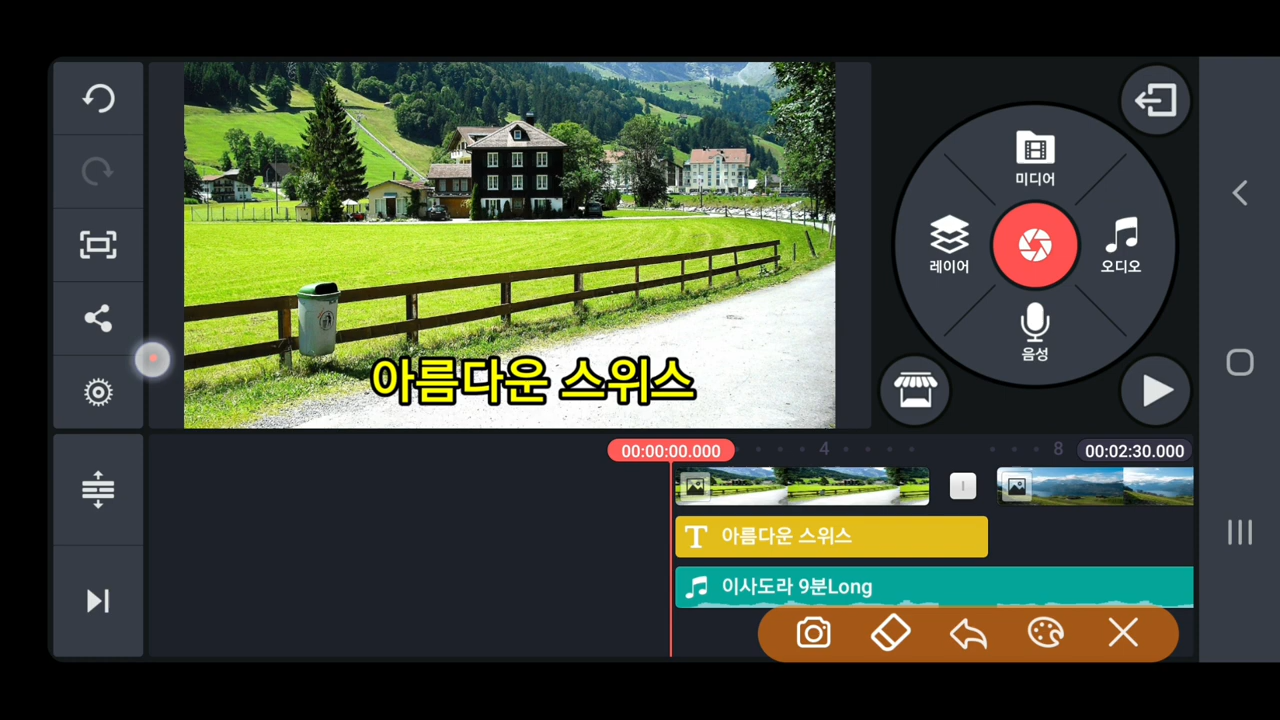 미디어
레이어
오디오
음성
아름다운 스위스
00:00:00.000
4
8
00:02:30.000
T 아름다운 스위스
이사도라 9분Long